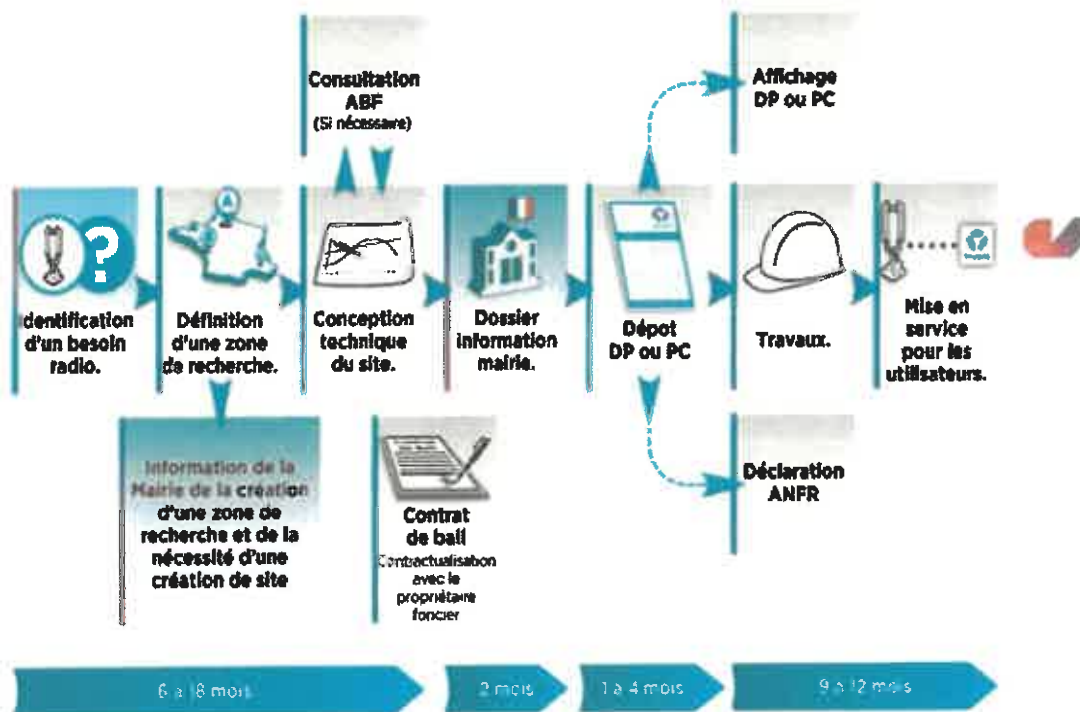 Consultation
ABF
(Si nécessaire)
Affichage
DP ou PC
A
?
Identification
d'un besoin
radio.
Définition
d'une zone
de recherche.
Conception
technique
du site.
Dossier
information
mairie.
Dépot
DP ou PC
Travaux.
Mise en
service
pour les
utilisateurs.
Information de la
Mairie de la création
d'une zone de
recherche et de la
nécessité d'une
création de site
Contrat
de bail
Contractualisation
avec le
propriétaire
foncier
Déclaration
ANFR
6 à 18 mois
2 mois
1 à 4 mois
9 à 12 mois